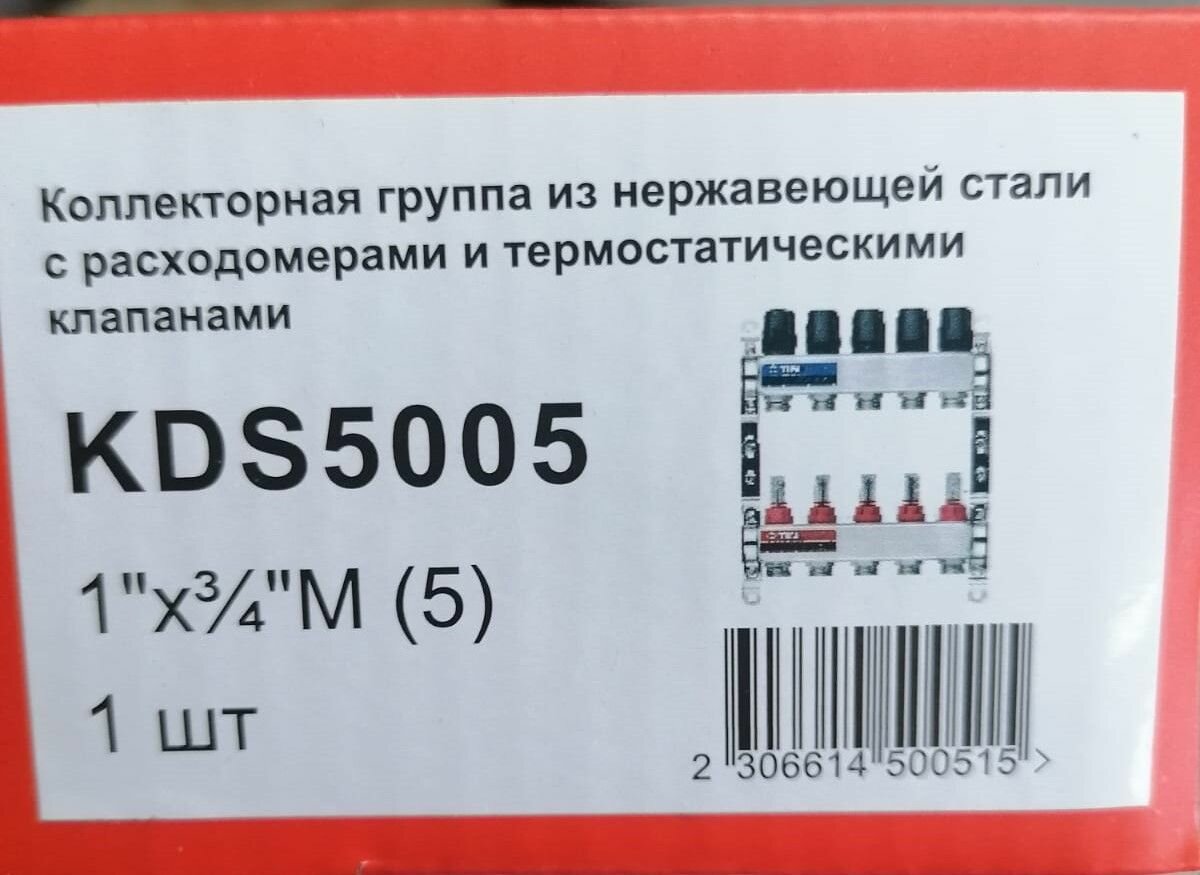 Коллекторная группа из нержавеющей стали
с расходомерами и термостатическими
клапанами
KDS5005
1"x¾"M (5)
1 шт
2 306614 500515 >